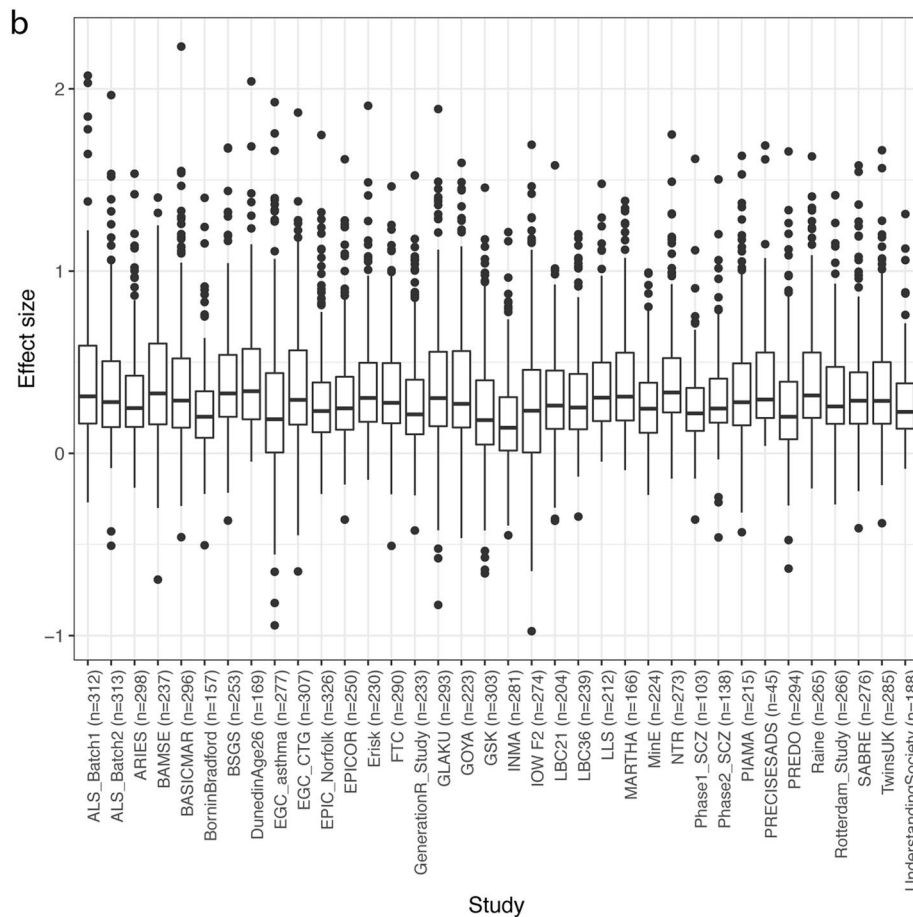 b
2
1
0
−1
Effect size
ALS_Batch1 (n=312)
ALS_Batch2 (n=313)
ARIES (n=298)
BAMSE (n=237)
BASICMAR (n=296)
BorninBradford (n=157)
BSGS (n=253)
DunedinAge26 (n=169)
EGC_asthma (n=277)
EGC_CTG (n=307)
EPIC_Norfolk (n=326)
EPICOR (n=250)
Erisk (n=230)
FTC (n=290)
GenerationR_Study (n=233)
GLAKU (n=293)
GOYA (n=223)
GSK (n=303)
INMA (n=281)
IOW F2 (n=274)
LBC21 (n=204)
LBC36 (n=239)
LLS (n=212)
MARTHA (n=166)
MinE (n=224)
NTR (n=273)
Phase1_SCZ (n=103)
Phase2_SCZ (n=138)
PIAMA (n=215)
PRECISESADS (n=45)
PREDO (n=294)
Raine (n=265)
Rotterdam_Study (n=266)
SABRE (n=276)
TwinsUK (n=285)
UnderstandingSociety (n=188)
Study